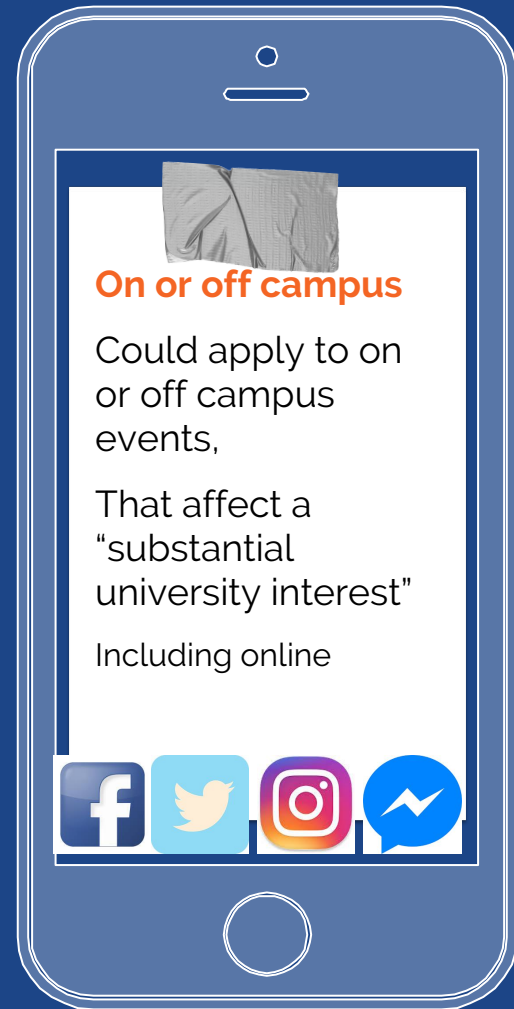 On or off campus
Could apply to on
or off campus
events,
That affect a
“substantial
university interest”
Including online
f